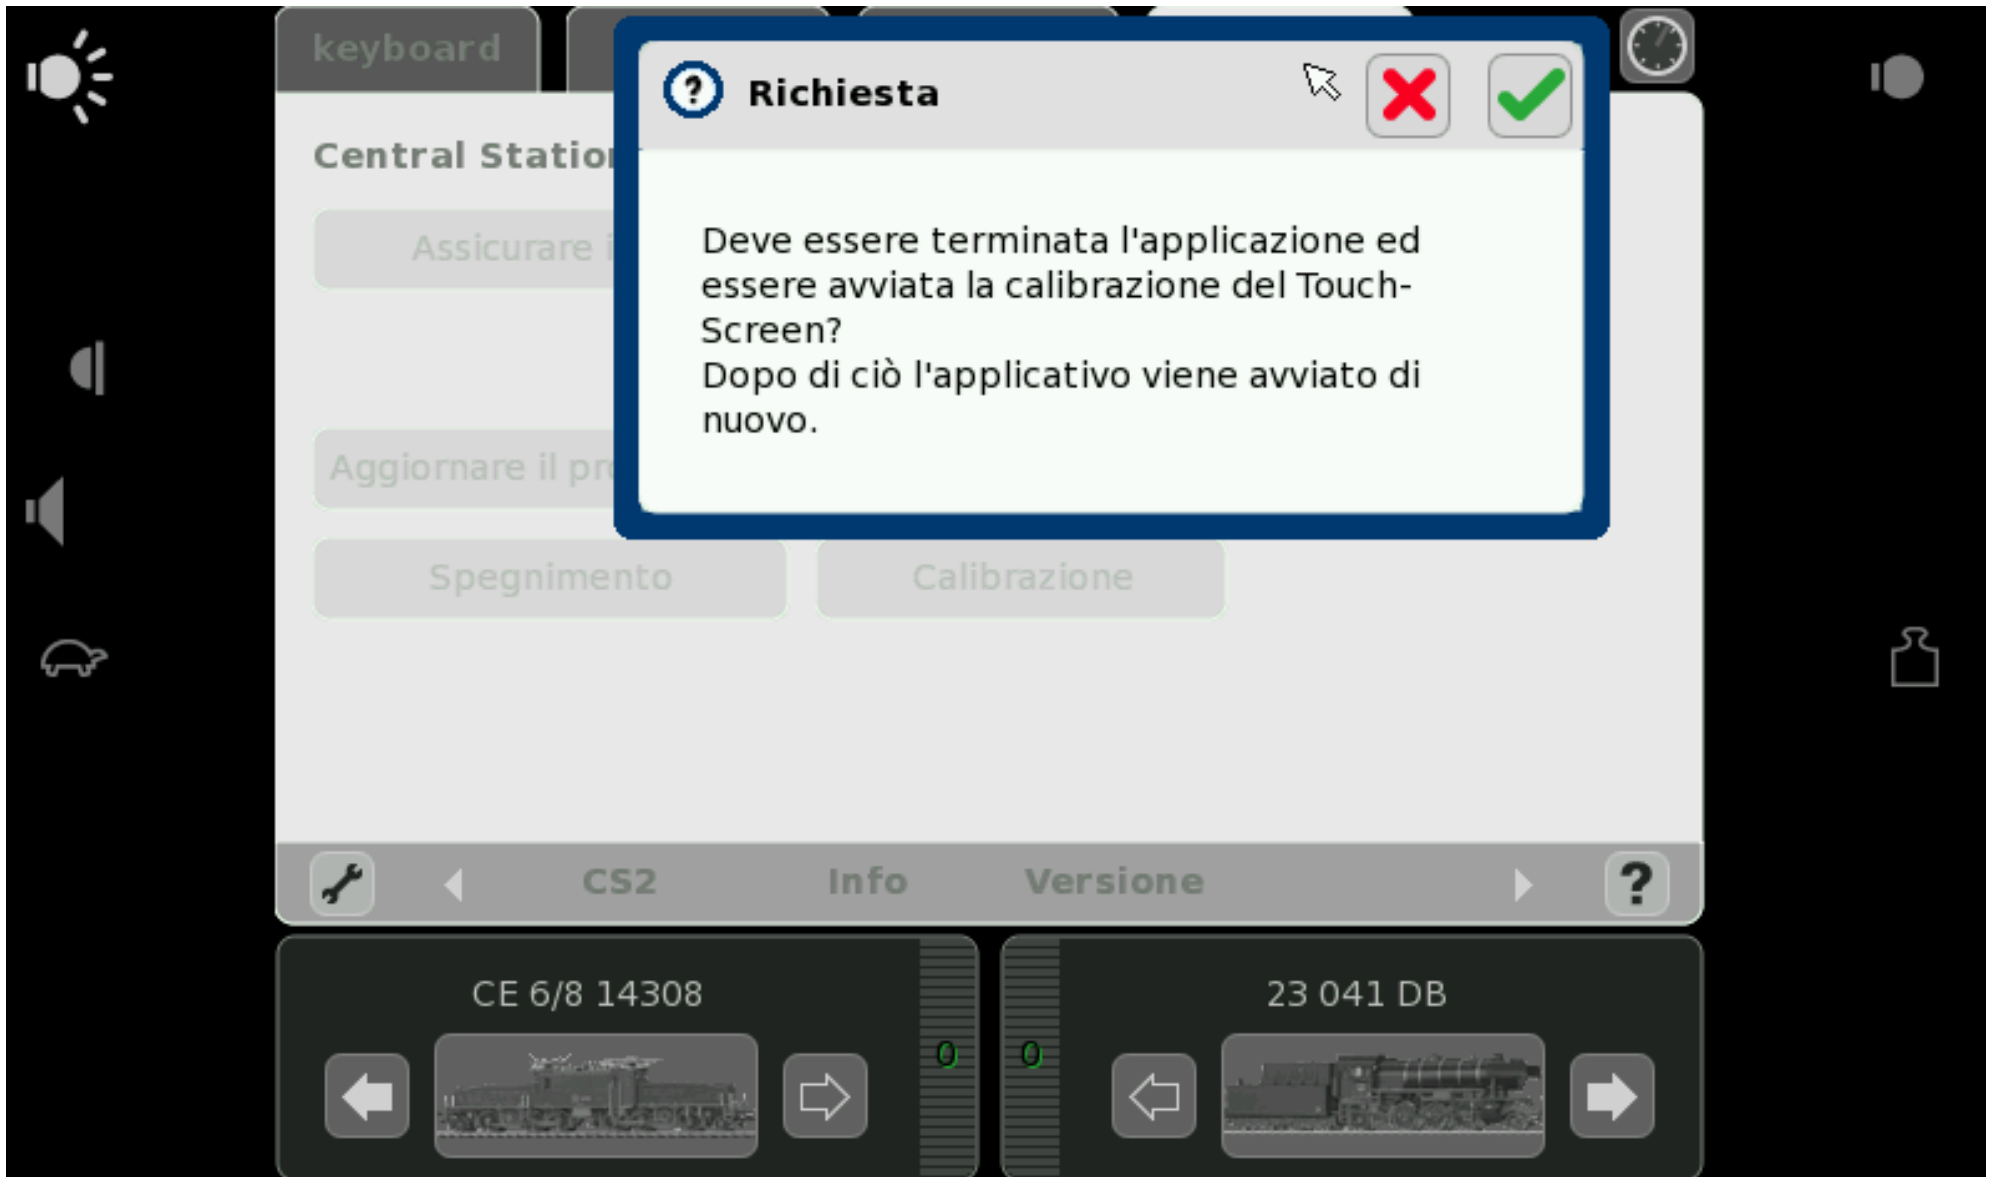 keyboard
Richiesta
Central Station
Assicurare i
Deve essere terminata l'applicazione ed
essere avviata la calibrazione del Touch-
Screen?
Dopo di ciò l'applicativo viene avviato di
nuovo.
Aggiornare il pro
Spegnimento Calibrazione
CS2 Info Versione ?
CE 6/8 14308 23 041 DB
0 0